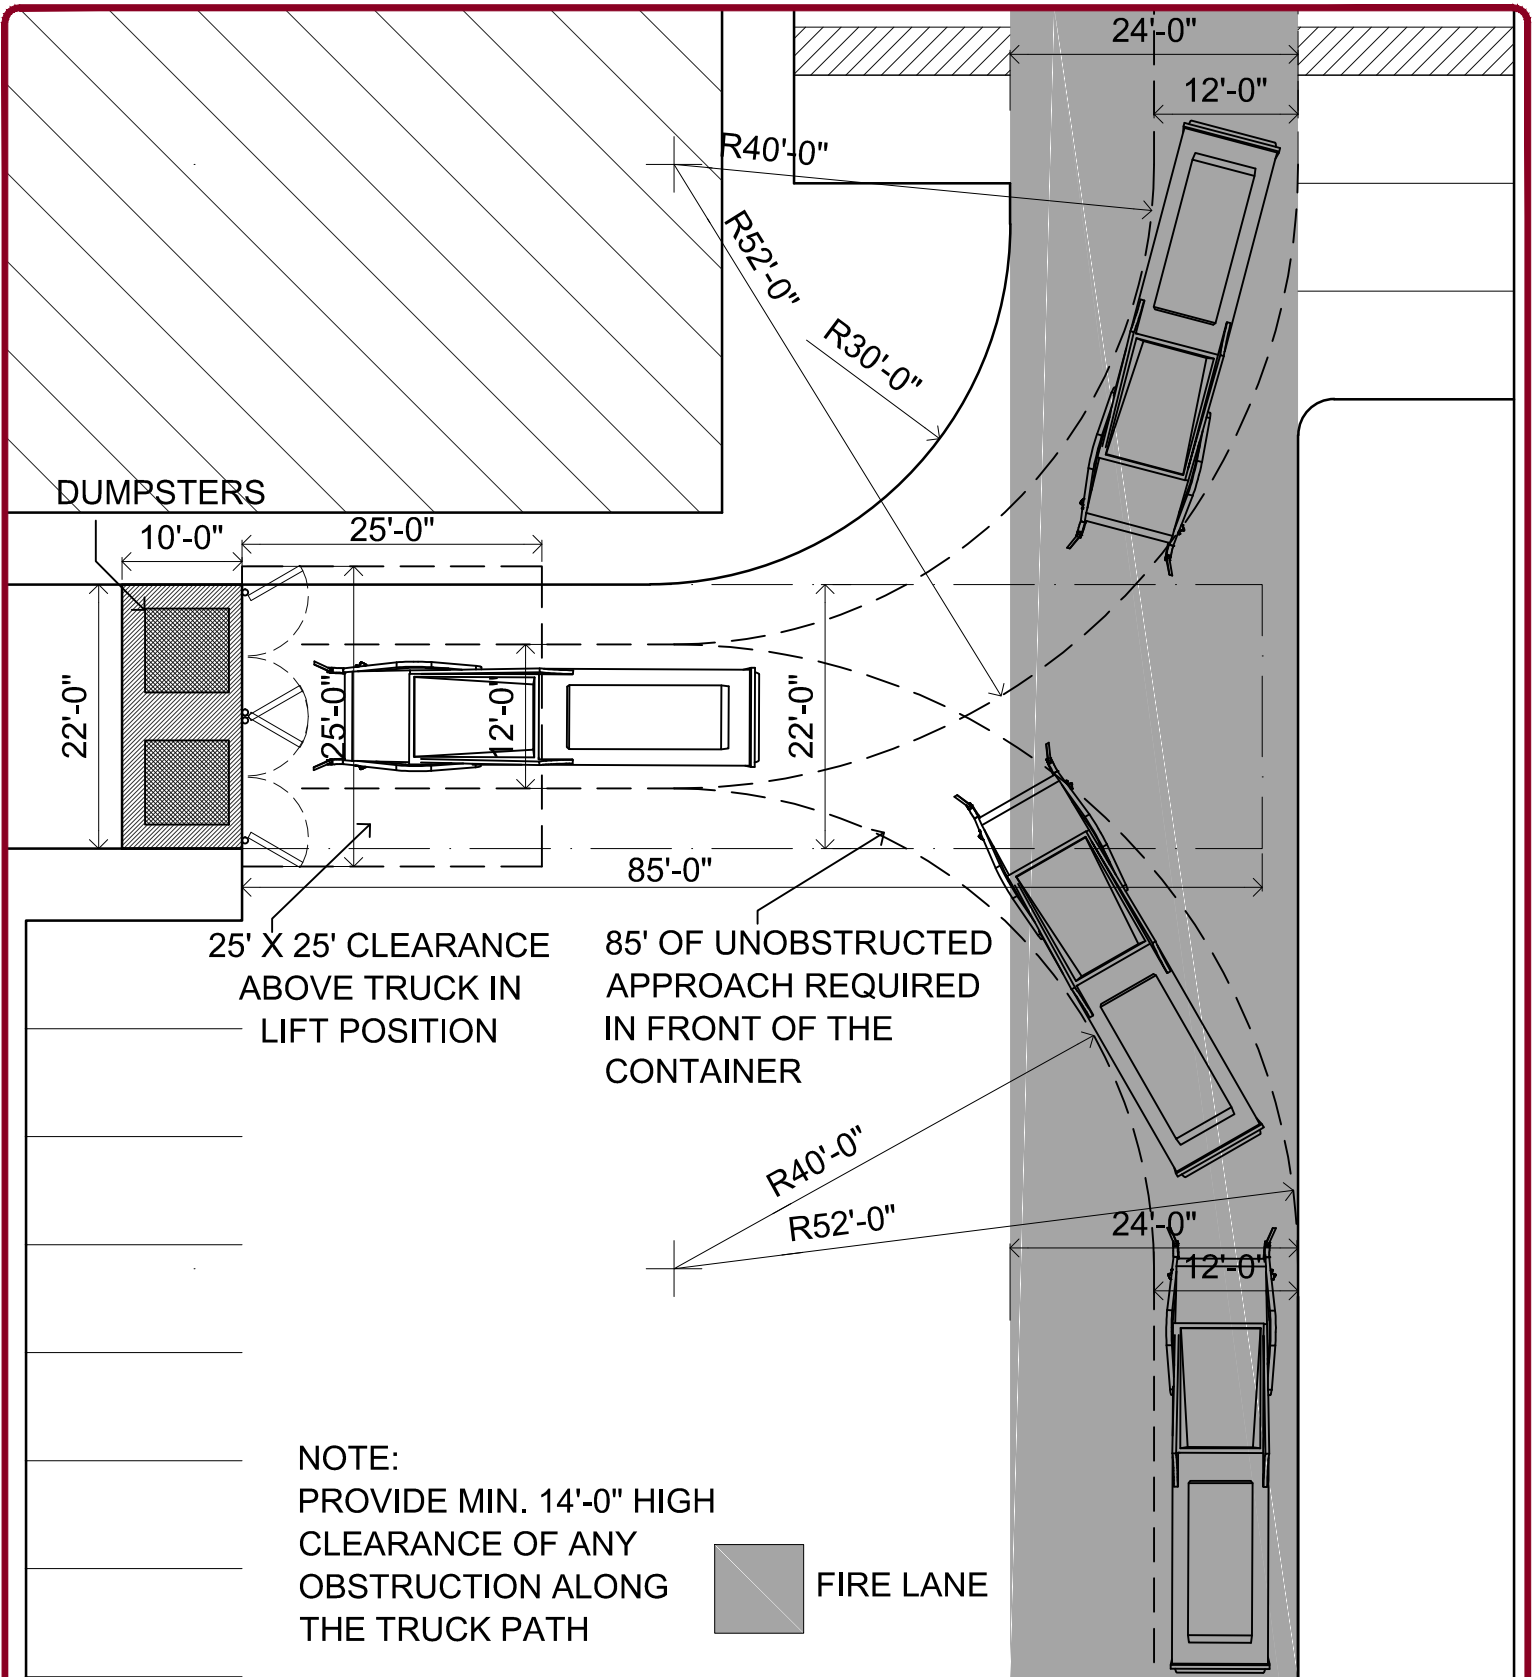 24'-0"
12'-0"
R40'-0"
R52'-0"
R30'-0"
DUMPSTERS
10'-0"
25'-0"
22'-0"
25'-0"
12'-0"
22'-0"
85'-0"
25' X 25' CLEARANCE
ABOVE TRUCK IN
LIFT POSITION
85' OF UNOBSTRUCTED
APPROACH REQUIRED
IN FRONT OF THE
CONTAINER
R40'-0"
R52'-0"
24'-0"
12'-0"
NOTE:
PROVIDE MIN. 14'-0" HIGH
CLEARANCE OF ANY
OBSTRUCTION ALONG
THE TRUCK PATH
FIRE LANE